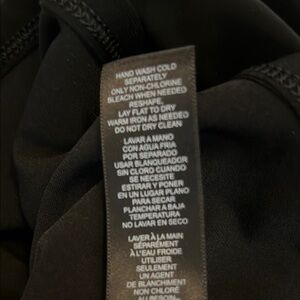 HAND WASH COLD
SEPARATELY
ONLY NON-CHLORINE
BLEACH WHEN NEEDED
RESHAFE,
LAY FLAT TO DRY
WARM IRON AS NEEDED
DO NOT DRY CLEAN
LAVAR A MANO
CON AGUA FRIA
POR SEPARADO
USAR BLANQUEADOR
SIN CLORO CUANDO
SE NECESITE
ESTIRAR Y PONER
EN UN LUGAR PLANO
PARA SECAR
PLANCHAR A BAJA
TEMPERATURA
NO LAVAR EN SECO
LAVER À LA MAIN
SÉPARÉMENT
À L'EAU FROIDE
UTILISER
SEULEMENT
UN AGENT
DE BLANCHIMENT
NON CHLORÉ
AU BESOIN